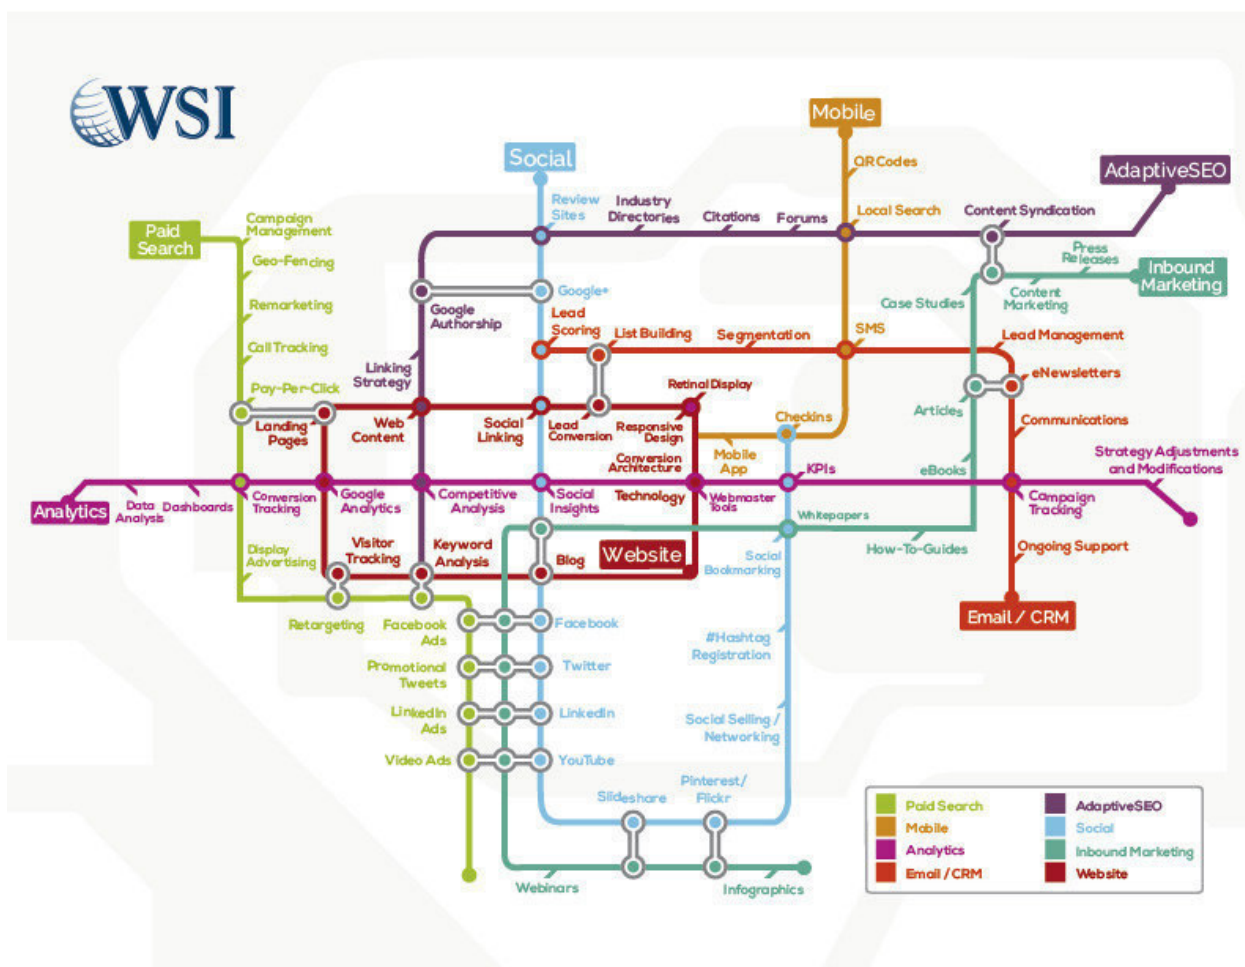 WSI
Mobile
Social
QR Codes
AdaptiveSEO
Review
Sites
Industry
Directories
Citations
Forums
Local Search
Content Syndication
Paid
Search
Campaign
Management
Geo-Fencing
Press
Releases
Inbound
Marketing
Google+
Content
Marketing
Case Studies
Remarketing
Google
Authorship
Lead
Scoring
List Building
Segmentation
SMS
Lead Management
Call Tracking
Linking
Strategy
Pay-Per-Click
Retinal Display
eNewsletters
Landing
Pages
Web
Content
Social
Linking
Lead
Conversion
Responsive
Design
Checkins
Articles
Communications
Mobile
App
Conversion
Architecture
KPIs
eBooks
Strategy Adjustments
and Modifications
Analytics
Data
Analysis
Dashboards
Conversion
Tracking
Google
Analytics
Competitive
Analysis
Social
Insights
Technology
Webmaster
Tools
Campaign
Tracking
Whitepapers
How-To-Guides
Ongoing Support
Display
Advertising
Visitor
Tracking
Keyword
Analysis
Blog
Website
Social
Bookmarking
Email / CRM
Retargeting
Facebook
Ads
Facebook
#Hashtag
Registration
Promotional
Tweets
Twitter
LinkedIn
Ads
LinkedIn
Social Selling /
Networking
Video Ads
YouTube
Slideshare
Pinterest/
Flickr
Webinars
Infographics
Paid Search
Mobile
Analytics
Email / CRM
AdaptiveSEO
Social
Inbound Marketing
Website